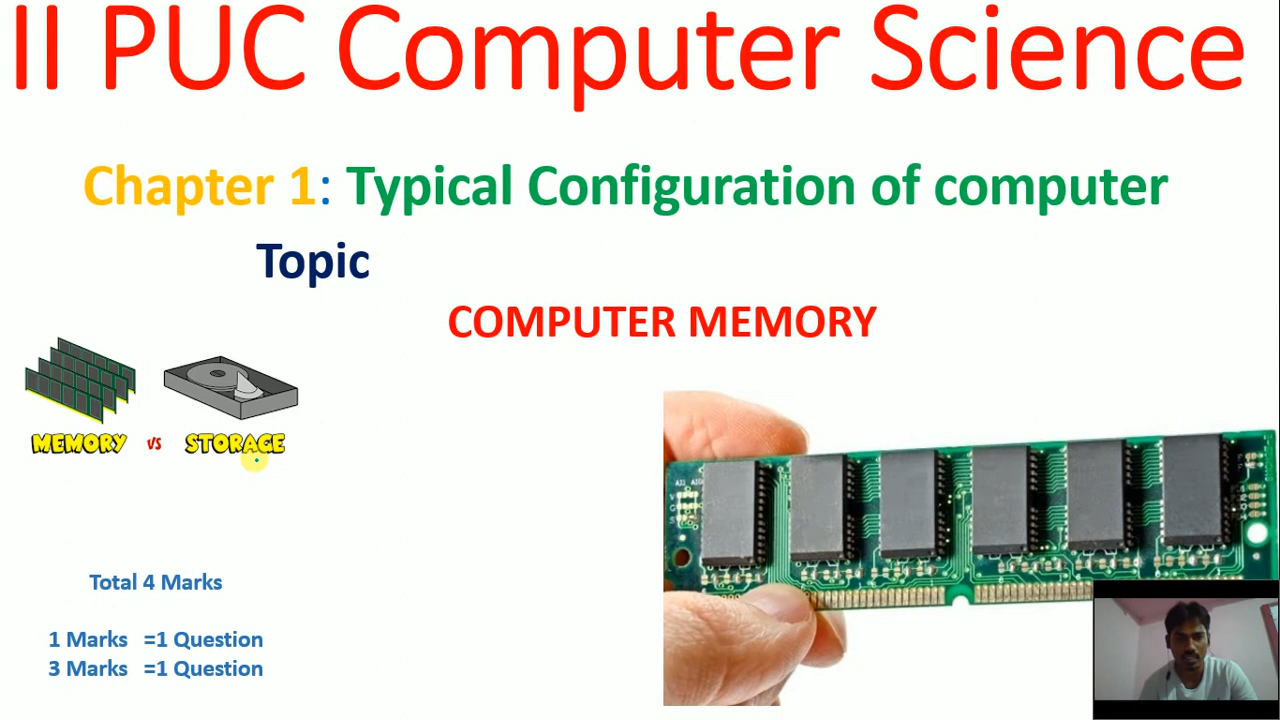 II PUC Computer Science
Chapter 1: Typical Configuration of computer
Topic
COMPUTER MEMORY
MEMORY VS STORAGE
Total 4 Marks
1 Marks =1 Question
3 Marks =1 Question